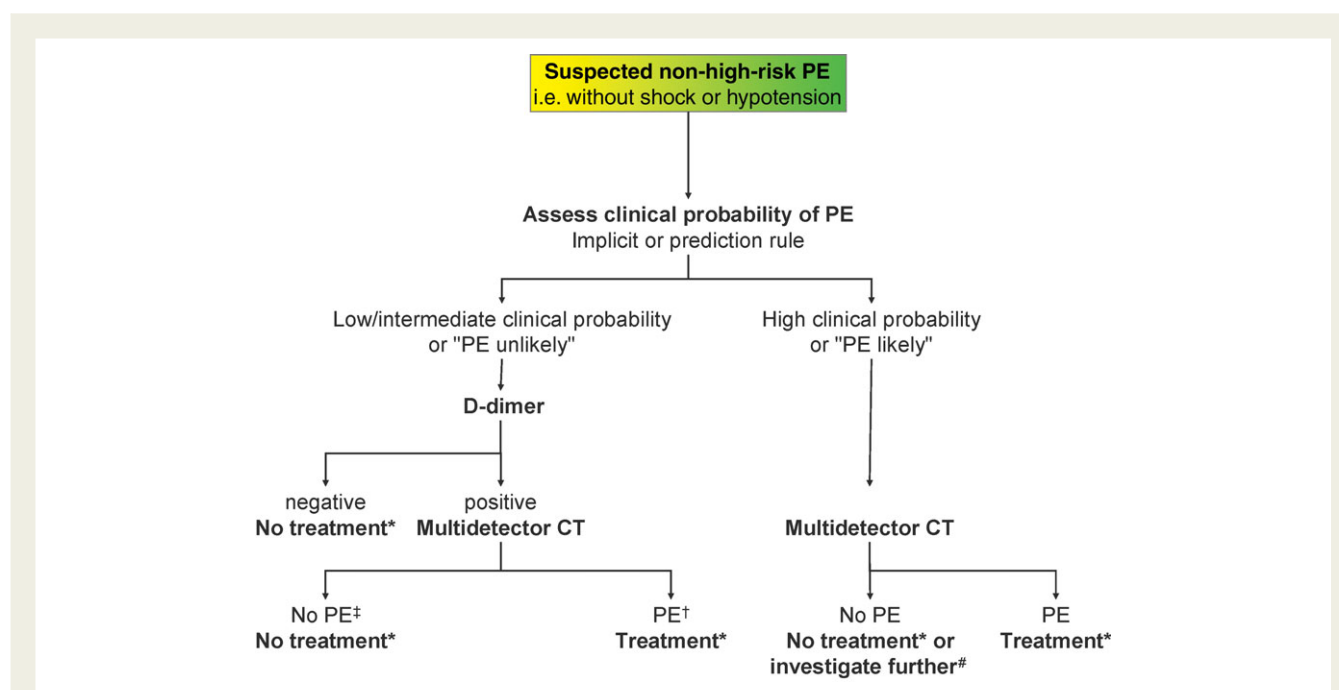 Suspected non-high-risk PE
i.e. without shock or hypotension
Assess clinical probability of PE
Implicit or prediction rule
Low/intermediate clinical probability
or "PE unlikely"
High clinical probability
or "PE likely"
D-dimer
negative
No treatment*
positive
Multidetector CT
Multidetector CT
No PE‡
No treatment*
PE†
Treatment*
No PE
No treatment* or
investigate further#
PE
Treatment*